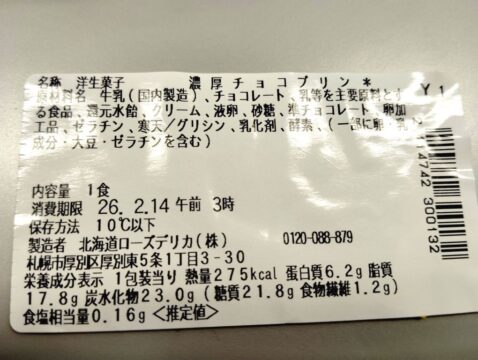 名称 洋生菓子 濃厚チョコプリン*
原材料名 牛乳(国内製造)、チョコレート、乳等を主要原料とす Y 1
る食品、還元水飴、クリーム、液卵、砂糖、準チョコレート、卵加
工品、ゼラチン、寒天/グリシン、乳化剤、酵素、(一部に卵・乳
成分・大豆・ゼラチンを含む)
内容量 1食
消費期限 26. 2.14 午前 3時
保存方法 10℃以下
製造者 北海道ローズデリカ(株) 0120-088-879
札幌市厚別区厚別東5条1丁目3-30
栄養成分表示 1包装当り 熱量275kcal 蛋白質6.2g 脂質
17.8g 炭水化物23.0g (糖質21.8g 食物繊維1.2g)
食塩相当量0.16g <推定値>
114742 300132